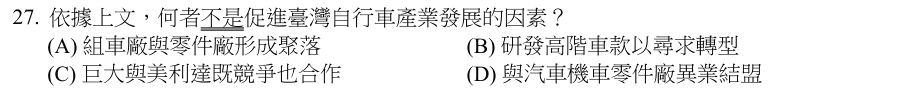 27. 依據上文，何者不是促進臺灣自行車產業發展的因素？
(A) 組車廠與零件廠形成聚落 (B) 研發高階車款以尋求轉型
(C) 巨大與美利達既競爭也合作 (D) 與汽車機車零件廠異業結盟